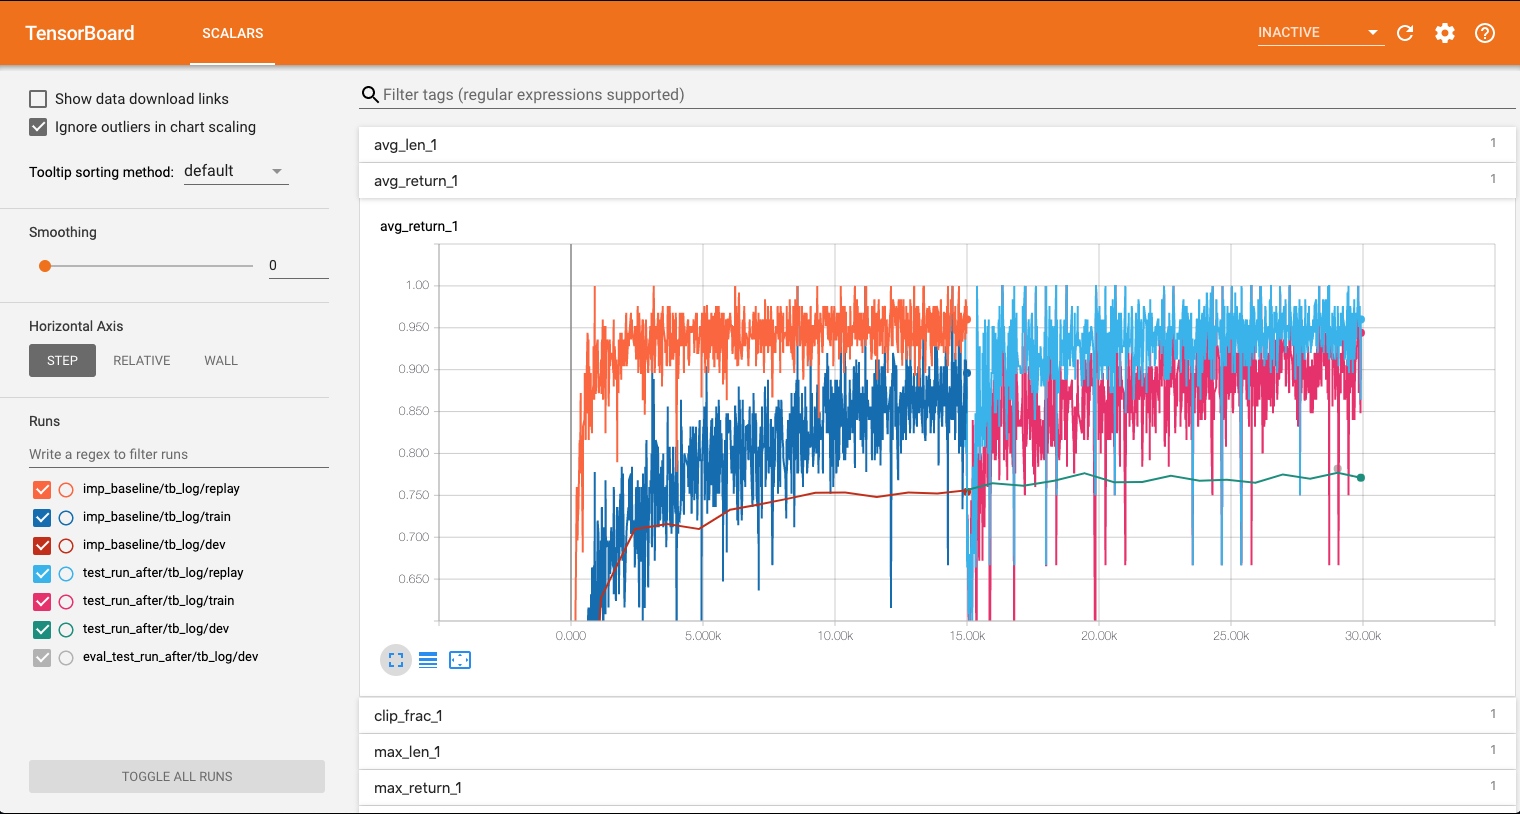 TensorBoard
SCALARS
INACTIVE
Show data download links
Ignore outliers in chart scaling
Tooltip sorting method: default
Smoothing
0
Horizontal Axis
STEP RELATIVE WALL
Runs
Write a regex to filter runs
imp_baseline/tb_log/replay
imp_baseline/tb_log/train
imp_baseline/tb_log/dev
test_run_after/tb_log/replay
test_run_after/tb_log/train
test_run_after/tb_log/dev
eval_test_run_after/tb_log/dev
TOGGLE ALL RUNS
Filter tags (regular expressions supported)
avg_len_1 1
avg_return_1 1
avg_return_1
1.00
0.950
0.900
0.850
0.800
0.750
0.700
0.650
0.000 5.000k 10.00k 15.00k 20.00k 25.00k 30.00k
clip_frac_1 1
max_len_1 1
max_return_1 1